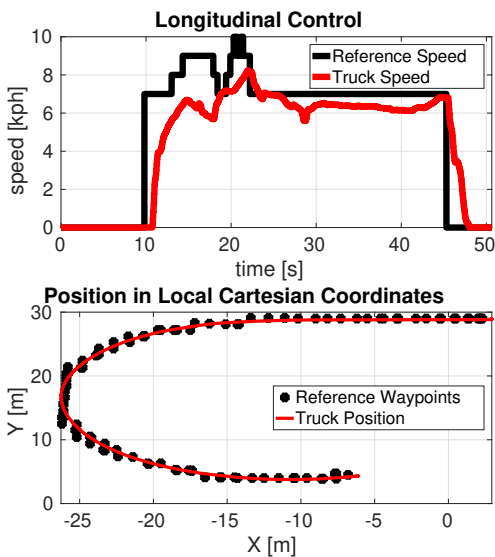 Longitudinal Control
10
8
6
4
2
0
speed [kph]
Reference Speed
Truck Speed
0 10 20 30 40 50
time [s]
Position in Local Cartesian Coordinates
30
20
10
0
Y [m]
Reference Waypoints
Truck Position
-25 -20 -15 -10 -5 0
X [m]